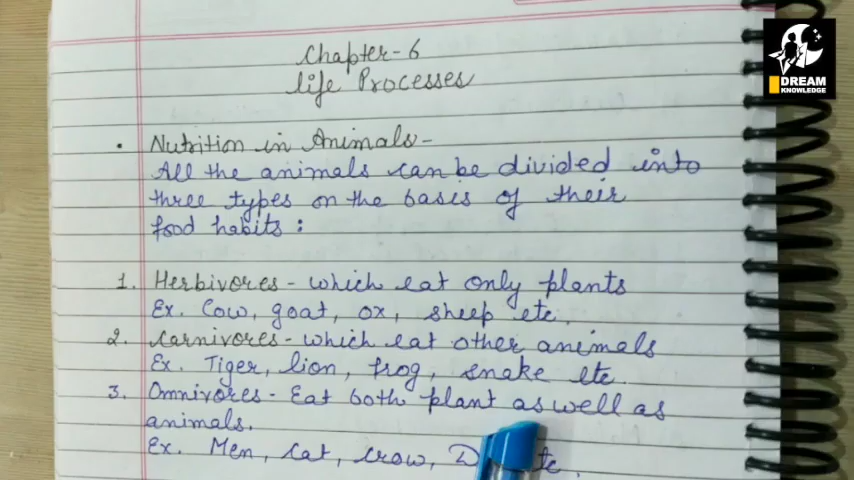 Chapter-6
Life Processes
• Nutrition in Animals-
All the animals can be divided into
three types on the basis of their
food habits :
1. Herbivores - which eat only plants
Ex. Cow, goat, ox, sheep etc.
2. Carnivores - which eat other animals
Ex. Tiger, lion, frog, snake etc.
3. Omnivores - Eat both plant as well as
animals.
Ex. Men, cat, crow,
DREAM
KNOWLEDGE